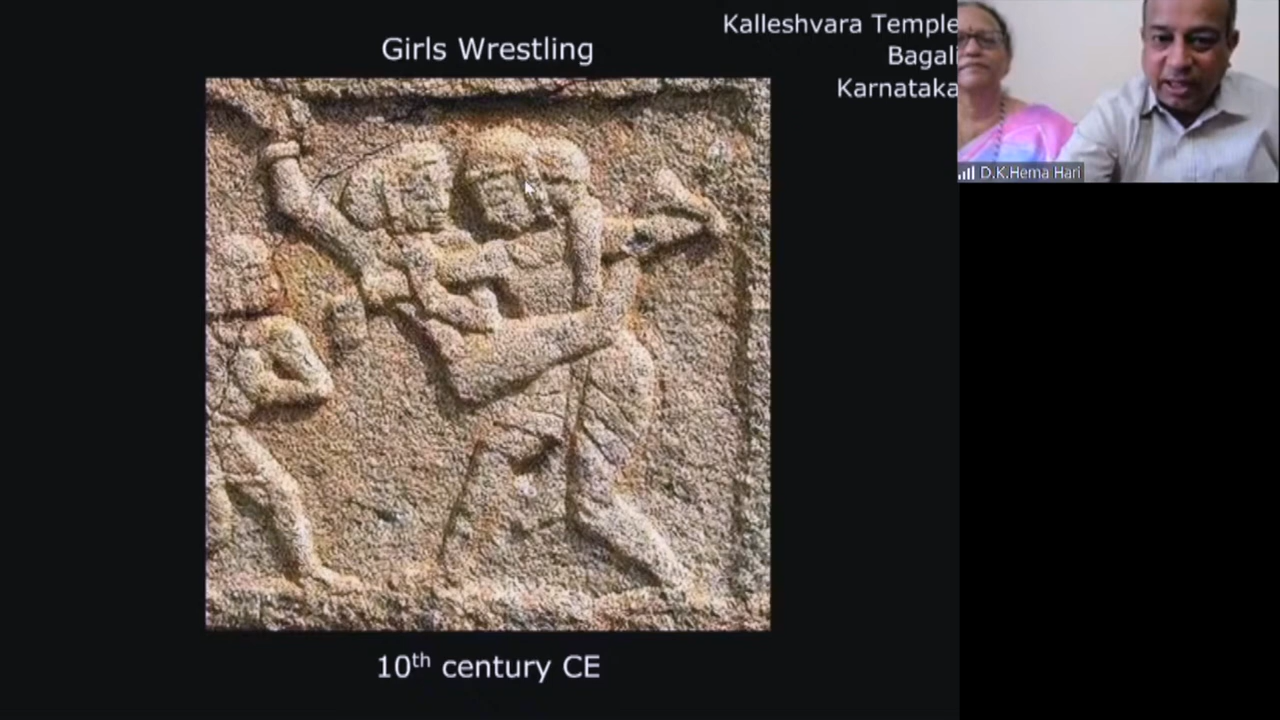 Girls Wrestling
Kalleshvara Temple
Bagali
Karnataka
10th century CE
D.K.Hema Hari